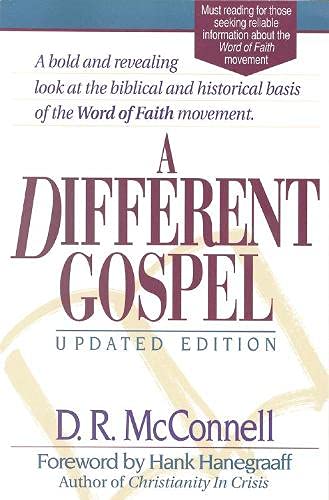 Must reading for those
seeking reliable
information about the
Word of Faith
movement
A bold and revealing
look at the biblical and historical basis
of the Word of Faith movement.
A
DIFFERENT
GOSPEL
UPDATED EDITION
D. R. McConnell
Foreword by Hank Hanegraaff
Author of Christianity In Crisis